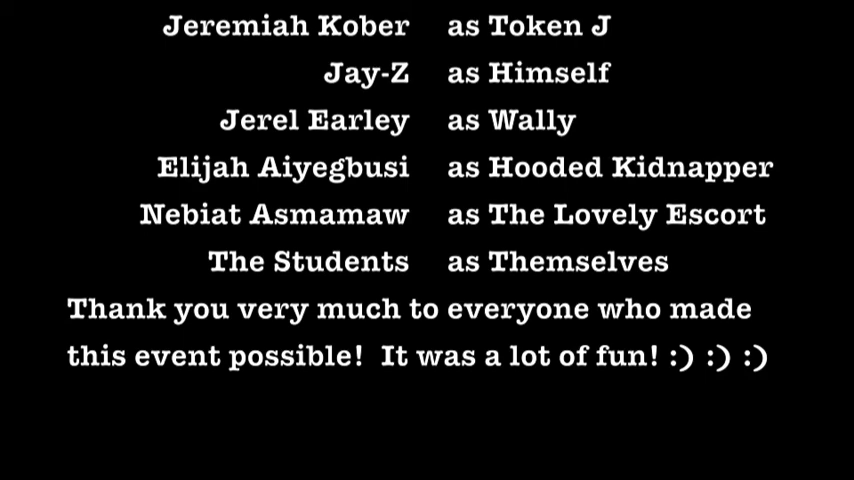 Jeremiah Kober as Token J
Jay-Z as Himself
Jerel Earley as Wally
Elijah Aiyegbusi as Hooded Kidnapper
Nebiat Asmamaw as The Lovely Escort
The Students as Themselves
Thank you very much to everyone who made
this event possible!  It was a lot of fun! :) :) :)